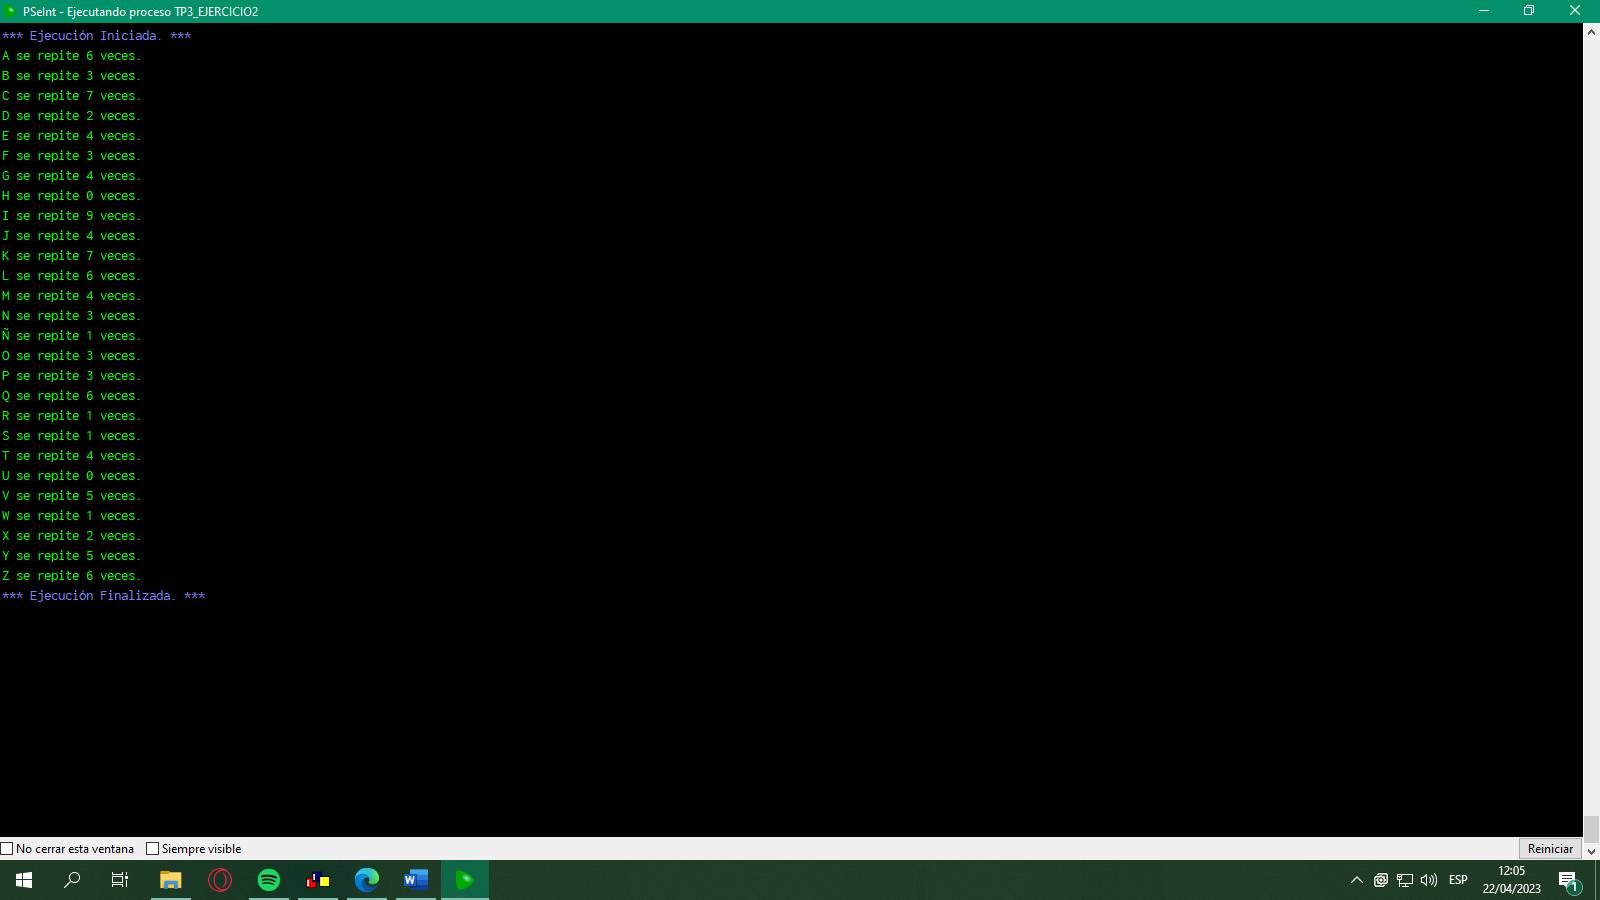 PSeInt - Ejecutando proceso TP3_EJERCICIO2
*** Ejecución Iniciada. ***
A se repite 6 veces.
B se repite 3 veces.
C se repite 7 veces.
D se repite 2 veces.
E se repite 4 veces.
F se repite 3 veces.
G se repite 4 veces.
H se repite 0 veces.
I se repite 9 veces.
J se repite 4 veces.
K se repite 7 veces.
L se repite 6 veces.
M se repite 4 veces.
N se repite 3 veces.
Ñ se repite 1 veces.
O se repite 3 veces.
P se repite 3 veces.
Q se repite 6 veces.
R se repite 1 veces.
S se repite 1 veces.
T se repite 4 veces.
U se repite 0 veces.
V se repite 5 veces.
W se repite 1 veces.
X se repite 2 veces.
Y se repite 5 veces.
Z se repite 6 veces.
*** Ejecución Finalizada. ***
No cerrar esta ventana Siempre visible Reiniciar
W ESP 12:05
22/04/2023 1